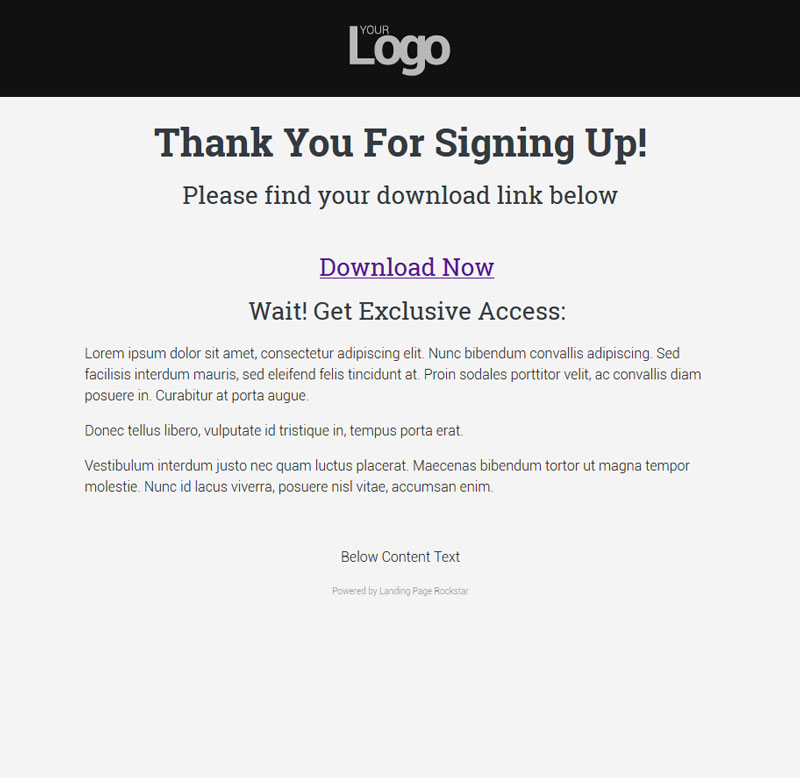 YOUR
Logo
Thank You For Signing Up!
Please find your download link below
Download Now
Wait! Get Exclusive Access:
Lorem ipsum dolor sit amet, consectetur adipiscing elit. Nunc bibendum convallis adipiscing. Sed
facilisis interdum mauris, sed eleifend felis tincidunt at. Proin sodales porttitor velit, ac convallis diam
posuere in. Curabitur at porta augue.
Donec tellus libero, vulputate id tristique in, tempus porta erat.
Vestibulum interdum justo nec quam luctus placerat. Maecenas bibendum tortor ut magna tempor
molestie. Nunc id lacus viverra, posuere nisl vitae, accumsan enim.
Below Content Text
Powered by Landing Page Rockstar